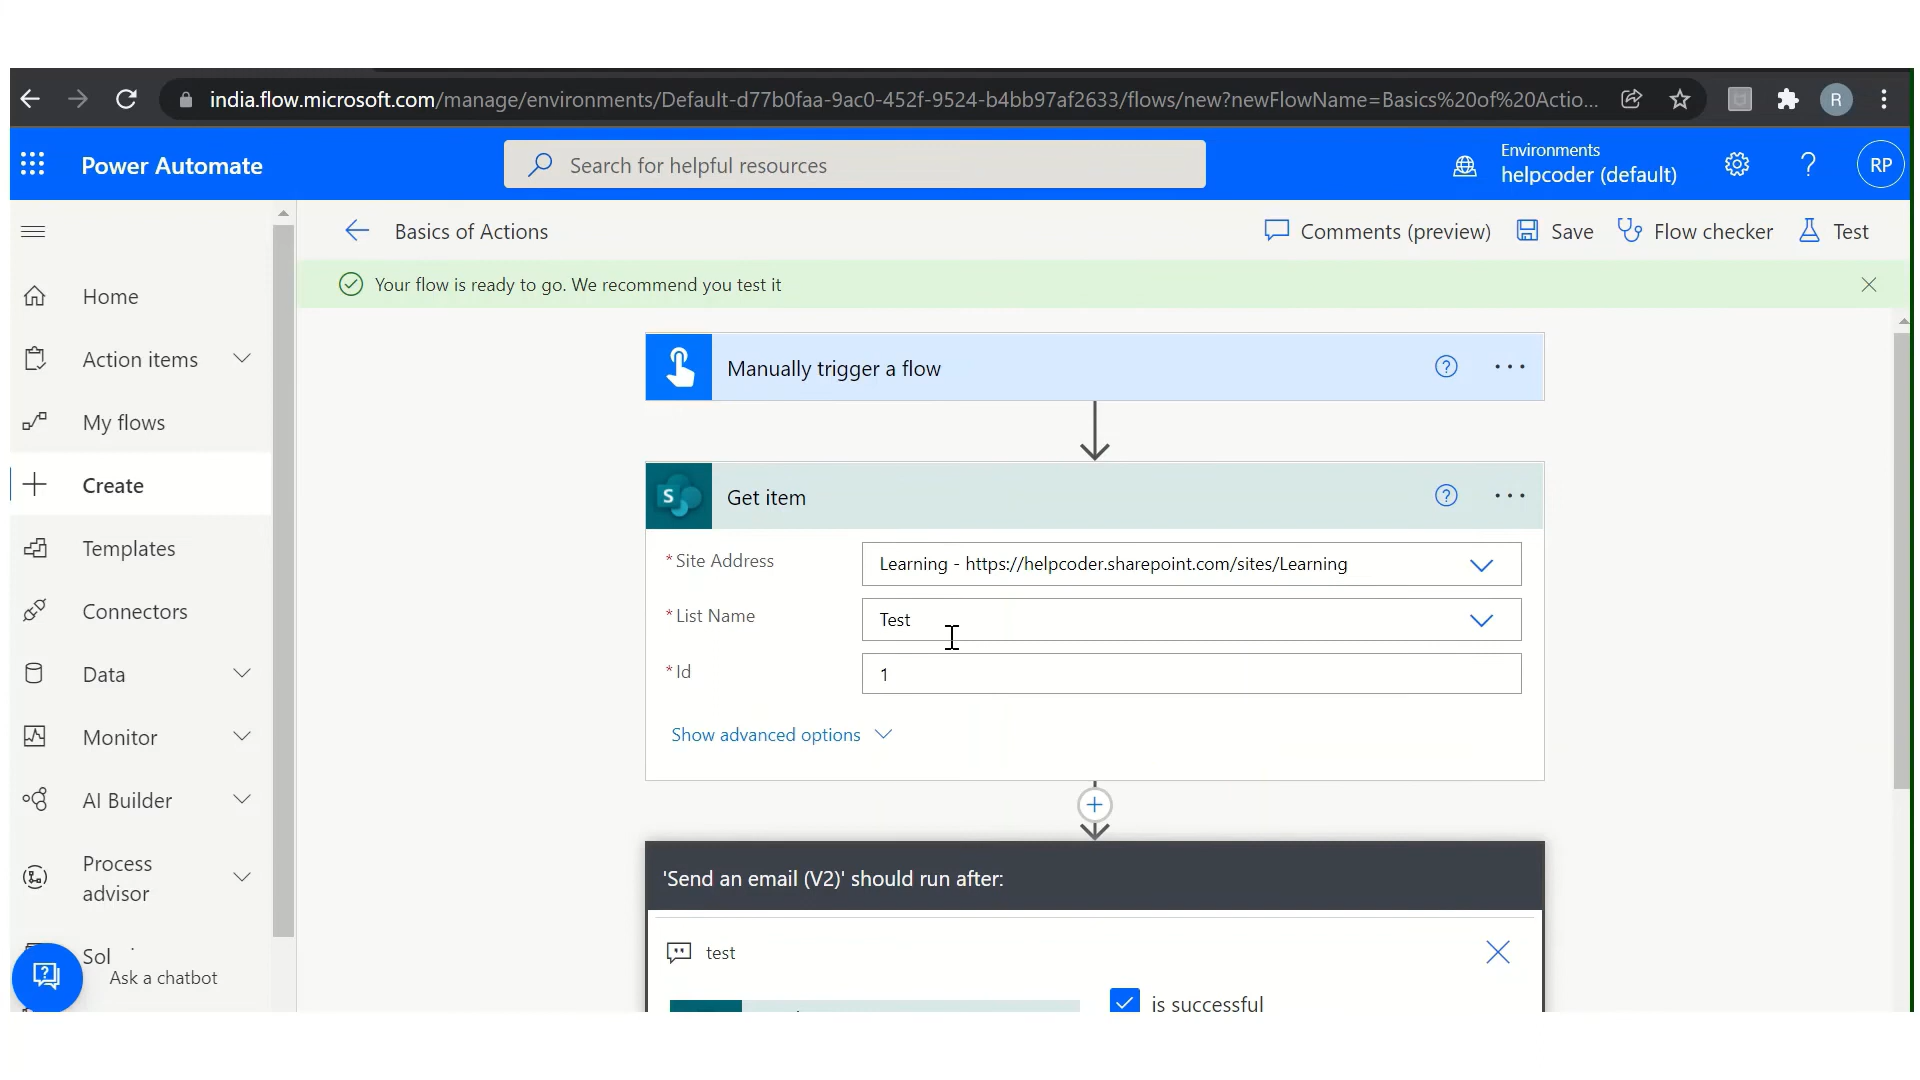 india.flow.microsoft.com/manage/environments/Default-d77b0faa-9ac0-452f-9524-b4bb97af2633/flows/new?newFlowName=Basics%20of%20Actio...
R
Power Automate
Search for helpful resources
Environments
helpcoder (default)
?
RP
Basics of Actions
Comments (preview)
Save
Flow checker
Test
Your flow is ready to go. We recommend you test it
Home
Action items
My flows
Create
Templates
Connectors
Data
Monitor
AI Builder
Process
advisor
Sol
Ask a chatbot
Manually trigger a flow
?
...
S
Get item
?
...
* Site Address
Learning - https://helpcoder.sharepoint.com/sites/Learning
* List Name
Test
* Id
1
Show advanced options
'Send an email (V2)' should run after:
test
is successful